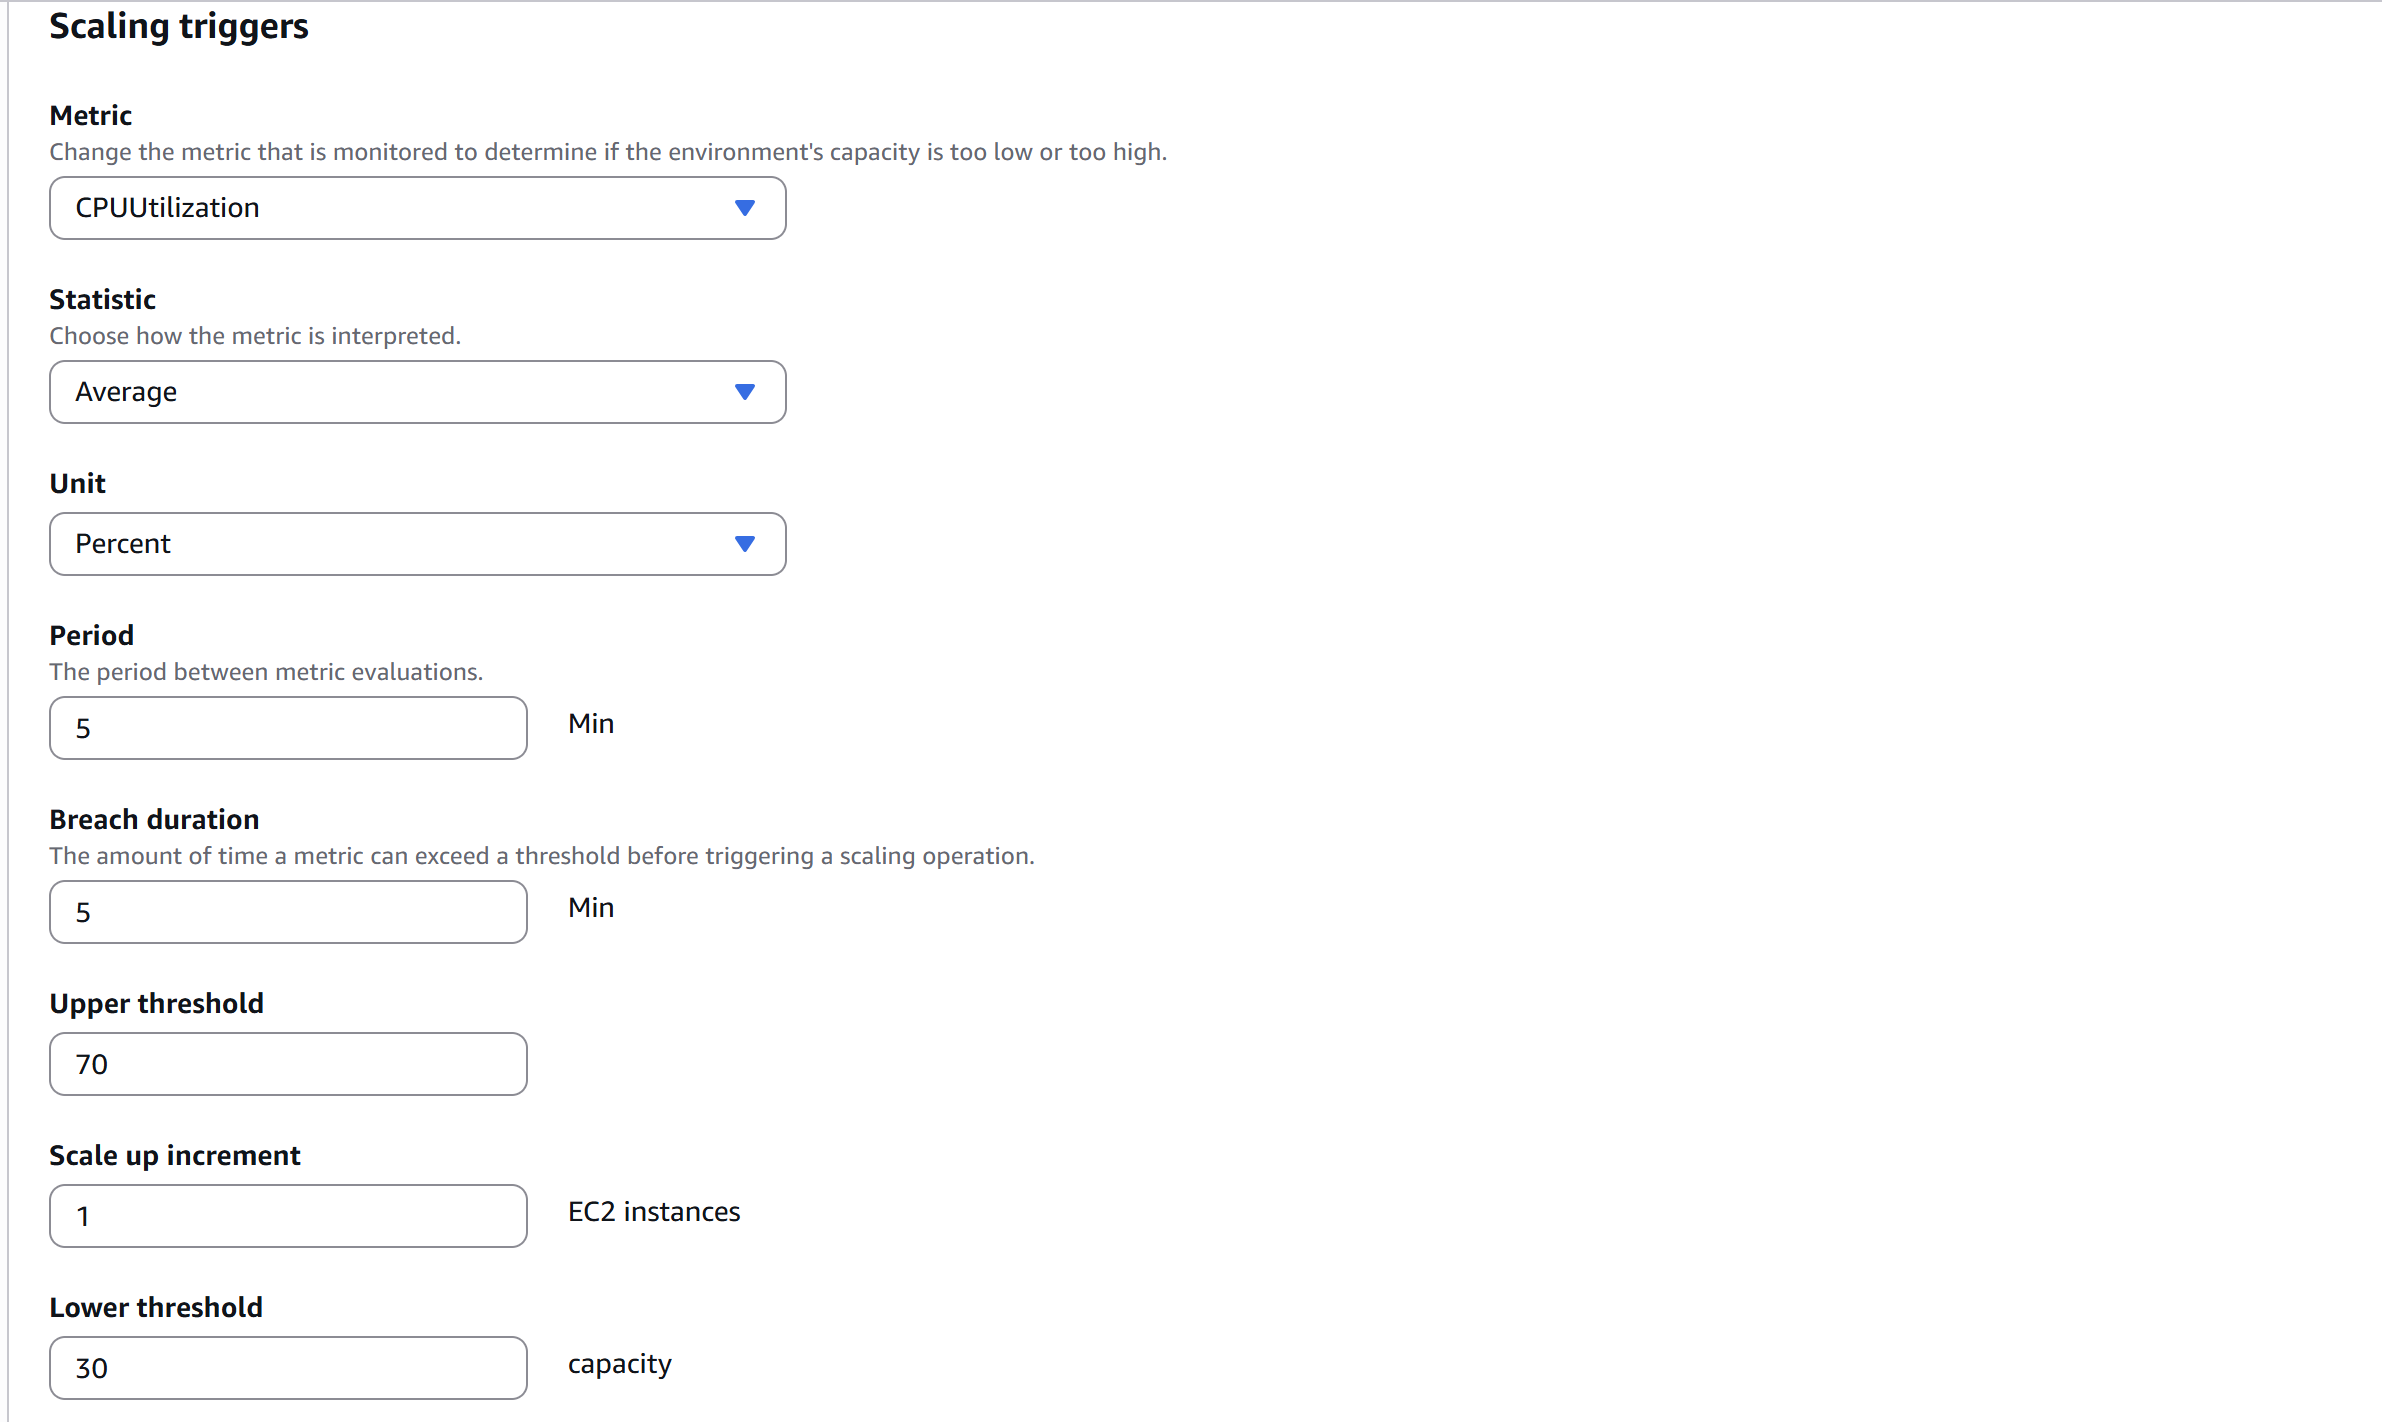 Scaling triggers
Metric
Change the metric that is monitored to determine if the environment's capacity is too low or too high.
CPUUtilization
Statistic
Choose how the metric is interpreted.
Average
Unit
Percent
Period
The period between metric evaluations.
5 Min
Breach duration
The amount of time a metric can exceed a threshold before triggering a scaling operation.
5 Min
Upper threshold
70
Scale up increment
1 EC2 instances
Lower threshold
30 capacity